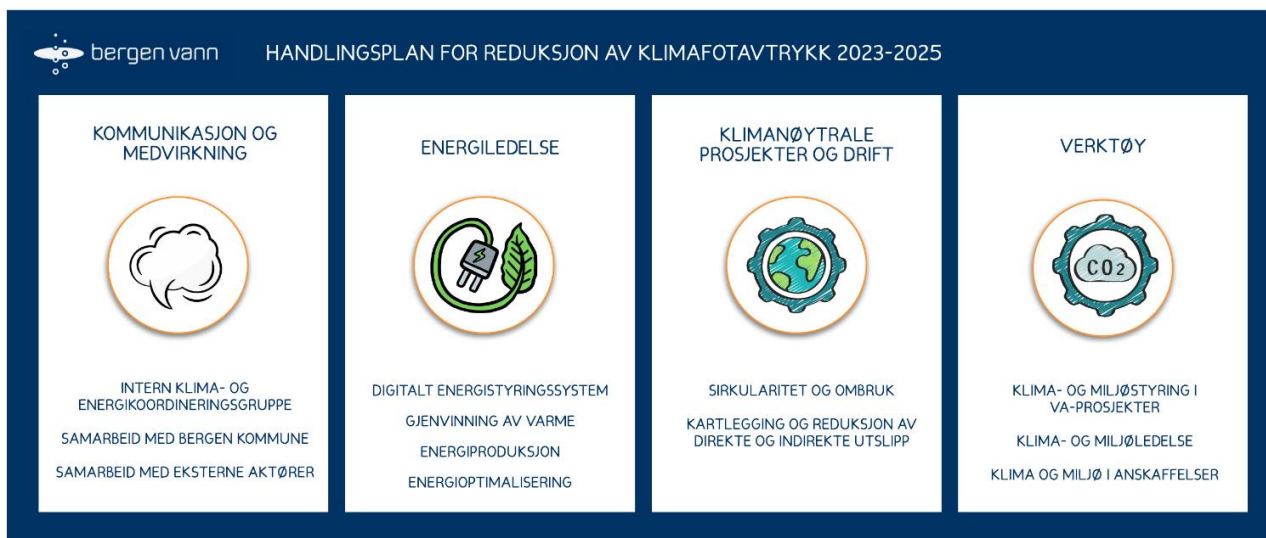 bergen vann
HANDLINGSPLAN FOR REDUKSJON AV KLIMAFOTAVTRYKK 2023-2025
KOMMUNIKASJON OG
MEDVIRKNING
INTERN KLIMA- OG
ENERGIKOORDINERINGSGRUPPE
SAMARBEID MED BERGEN KOMMUNE
SAMARBEID MED EKSTERNE AKTØRER
ENERGILEDELSE
DIGITALT ENERGISTYRINGSSYSTEM
GJENVINNING AV VARME
ENERGIPRODUKSJON
ENERGIOPTIMALISERING
KLIMANØYTRALE
PROSJEKTER OG DRIFT
SIRKULARITET OG OMBRUK
KARTLEGGING OG REDUKSJON AV
DIREKTE OG INDIREKTE UTSLIPP
VERKTØY
CO2
KLIMA- OG MILJØSTYRING I
VA-PROSJEKTER
KLIMA- OG MILJØLEDELSE
KLIMA OG MILJØ I ANSKAFFELSER